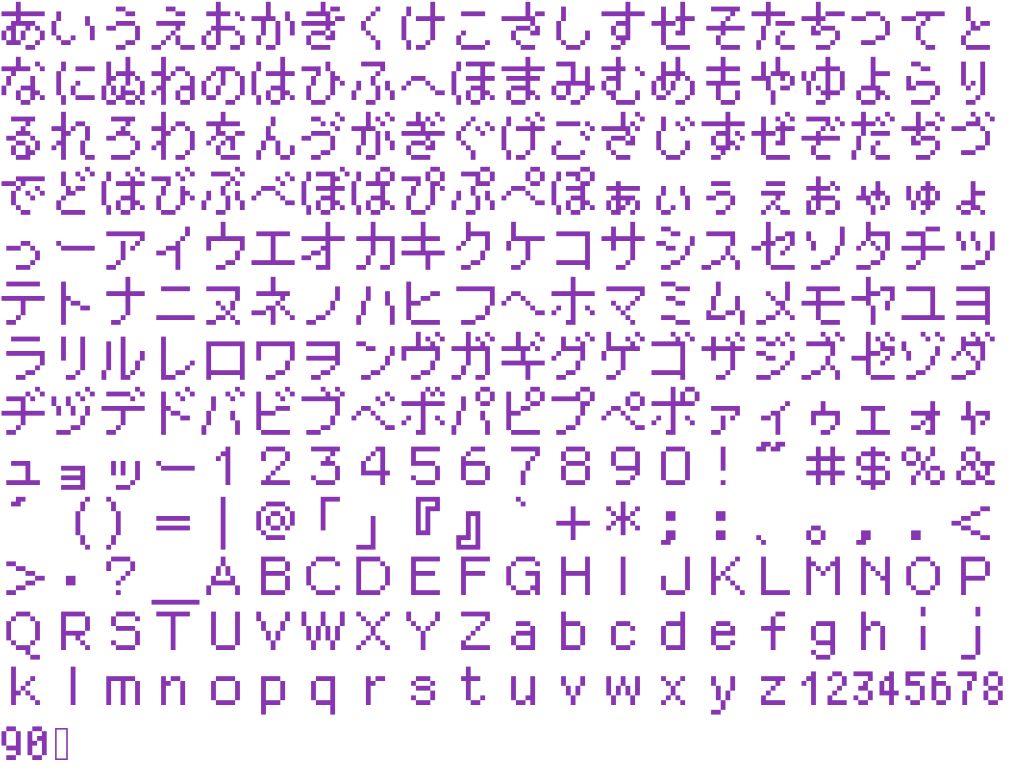 あいうえおかきくけこさしすせそたちつてと
なにぬねのはひふへほまみむめもやゆよらり
るれろわをんゔがぎぐげござじずぜぞだぢづ
でどばびぶべぼぱぴぷぺぽぁぃぅぇぉゃゅょ
っーアイウエオカキクケコサシスセソタチツ
テトナニヌネノハヒフヘホマミムメモヤユヨ
ラリルレロワヲンヴガギグゲゴザジズゼゾダ
ヂヅデドバビブベボパピプペポァィゥェォャ
ュョッー1234567890!˝#$%&
´()=|@「」『』`+*;:、。,.<
>・?_ABCDEFGHIJKLMNOP
QRSTUVWXYZabcdefghij
klmnopqrstuvwxyz12345678
90▯